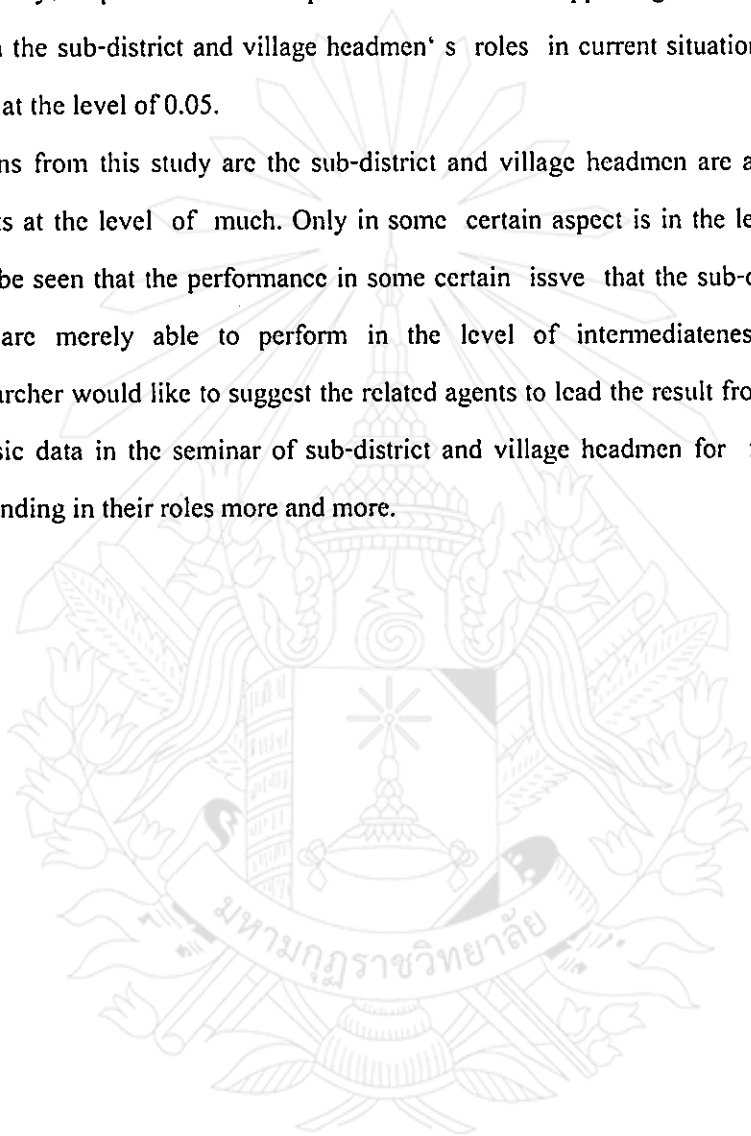 the sub-district and village headmen‘ s roles in current situation
at the level of 0.05.
ns from this study are the sub-district and village headmen are a
ts at the level of much. Only in some certain aspect is in the le
be seen that the performance in some certain issve that the sub-d
are merely able to perform in the level of intermediatenes
archer would like to suggest the related agents to lead the result fro
sic data in the seminar of sub-district and village headmen for
nding in their roles more and more.
มหามกุฏราชวิทยาลัย